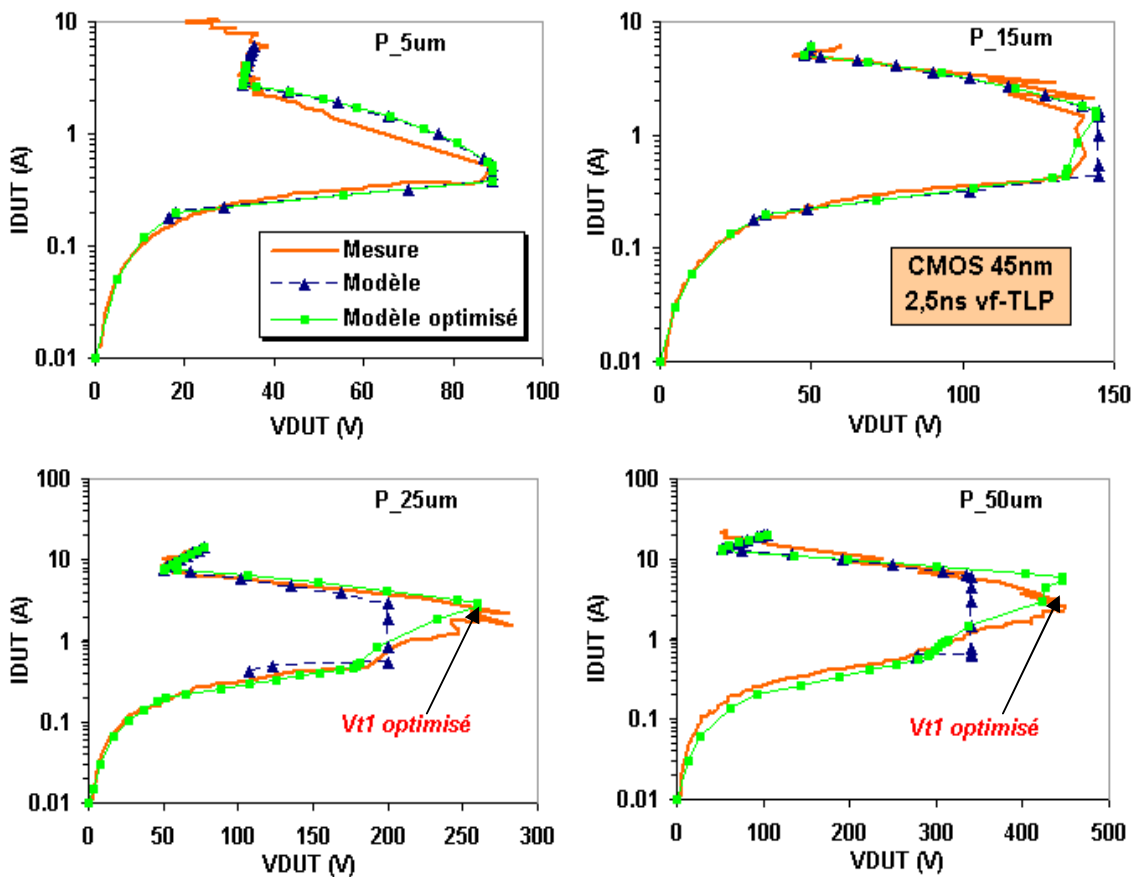 P_5um
10
1
0.1
0.01
IDUT (A)
0
20
40
60
80
100
VDUT (V)
Mesure
Modèle
Modèle optimisé
P_15um
10
1
0.1
0.01
IDUT (A)
0
50
100
150
VDUT (V)
CMOS 45nm
2,5ns vf-TLP
P_25um
100
10
1
0.1
0.01
IDUT (A)
0
50
100
150
200
250
300
VDUT (V)
Vt1 optimisé
P_50um
100
10
1
0.1
0.01
IDUT (A)
0
100
200
300
400
500
VDUT (V)
Vt1 optimisé